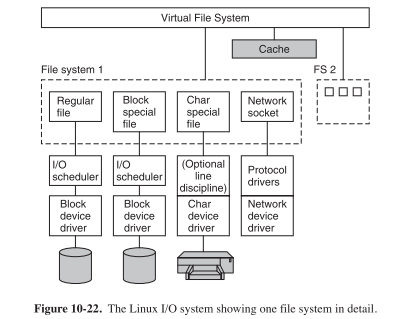 Virtual File System
Cache
File system 1
FS 2
Regular
file
Block
special
file
Char
special
file
Network
socket
I/O
scheduler
I/O
scheduler
(Optional
line
discipline)
Protocol
drivers
Block
device
driver
Block
device
driver
Char
device
driver
Network
device
driver
Figure 10-22. The Linux I/O system showing one file system in detail.